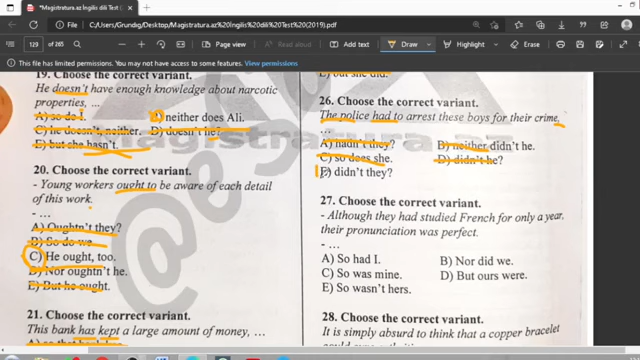 *Magistratura.az İngilis dili Test (
File | C:/Users/Grundig/Desktop/Magistratura.az%20İngilis%20dili%20Test%20(2019).pdf
129 of 265
Page view
Read aloud
Add text
Draw
Highlight
Erase
This file has limited permissions. You may not have access to some features. View permissions
19. Choose the correct variant.
He doesn't have enough knowledge about narcotic
properties, …
A) so do I. B) neither does Ali.
C) he doesn't, neither. D) doesn't he?
E) but she hasn't.
20. Choose the correct variant.
- Young workers ought to be aware of each detail
of this work.
- …
A) Oughtn't they?
B) So do we.
C) He ought, too.
D) Nor oughtn't he.
E) But he ought.
21. Choose the correct variant.
This bank has kept a large amount of money, …
E) but she did.
26. Choose the correct variant.
The police had to arrest these boys for their crime,
…
A) hadn't they? B) neither didn't he.
C) so does she. D) didn't he?
E) didn't they?
27. Choose the correct variant.
- Although they had studied French for only a year,
their pronunciation was perfect.
- …
A) So had I. B) Nor did we.
C) So was mine. D) But ours were.
E) So wasn't hers.
28. Choose the correct variant.
It is simply absurd to think that a copper bracelet
Magistratura.az